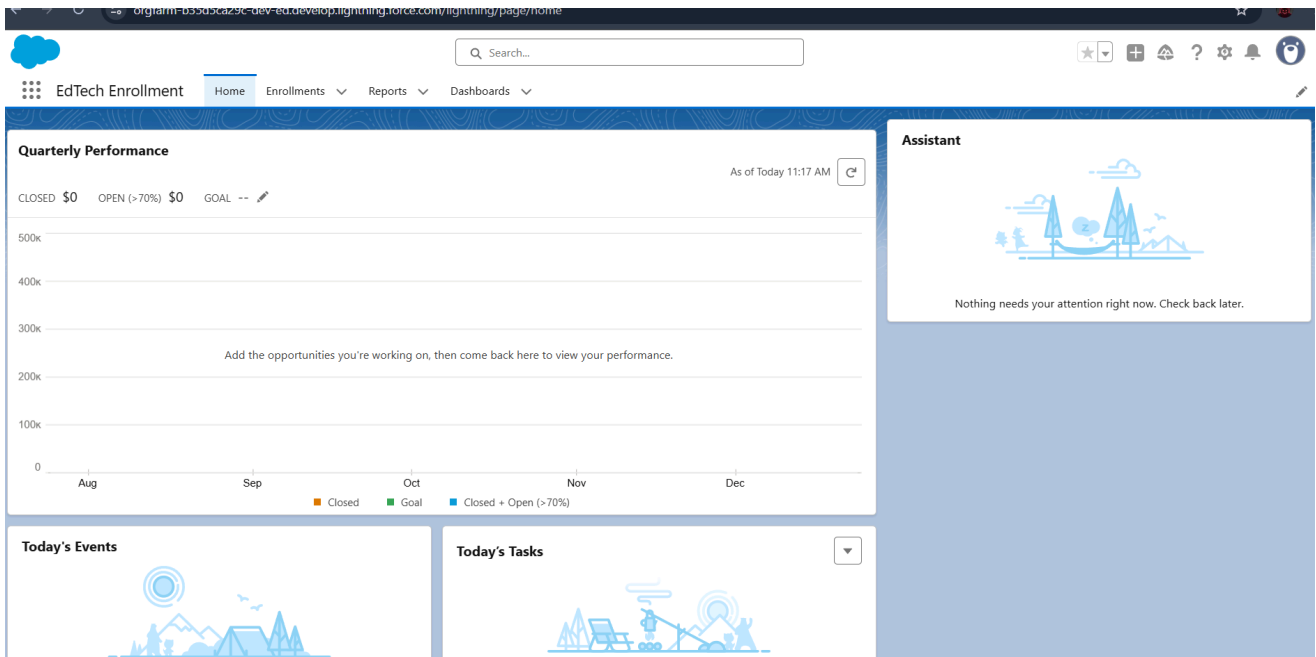 orgfarm-b35d5ca29c-dev-ed.develop.lightning.force.com/lightning/page/home
Search...
EdTech Enrollment Home Enrollments Reports Dashboards
Quarterly Performance
As of Today 11:17 AM
CLOSED $0 OPEN (>70%) $0 GOAL --
500K
400K
300K
Add the opportunities you're working on, then come back here to view your performance.
200K
100K
0
Aug Sep Oct Nov Dec
Closed Goal Closed + Open (>70%)
Assistant
z
Nothing needs your attention right now. Check back later.
Today's Events
Today's Tasks